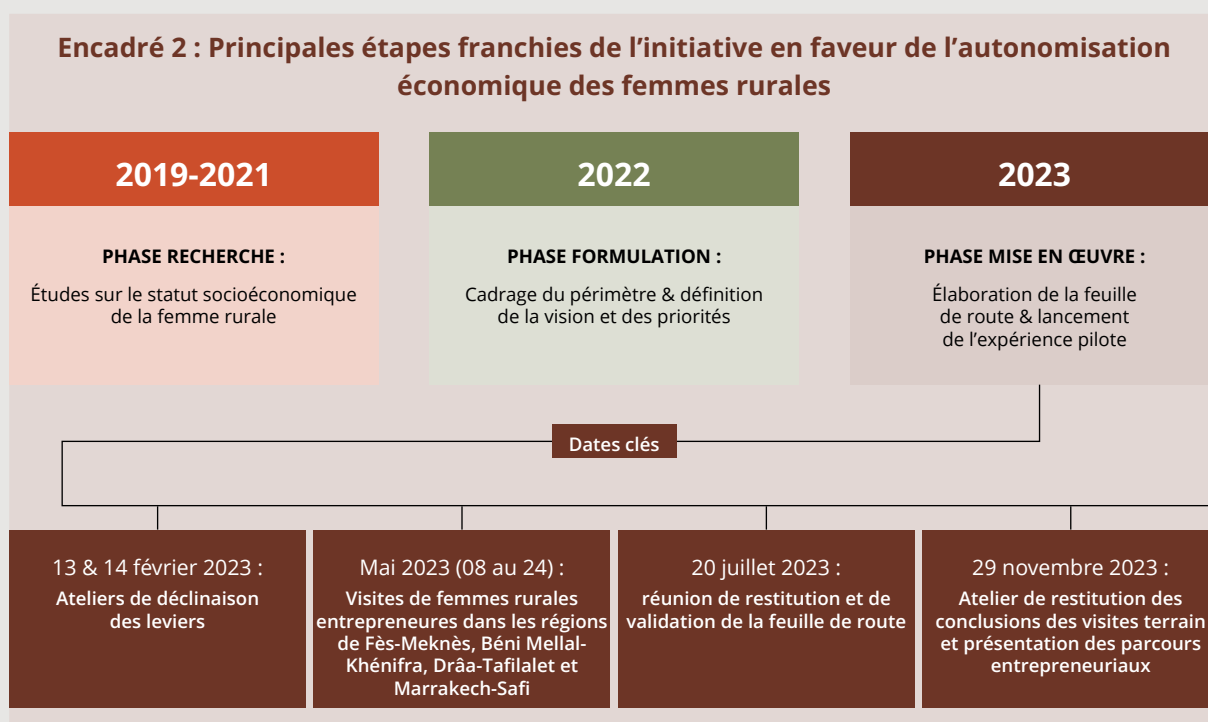 Encadré 2 : Principales étapes franchies de l’initiative en faveur de l’autonomisation
économique des femmes rurales
2019-2021
PHASE RECHERCHE :
Études sur le statut socioéconomique
de la femme rurale
2022
PHASE FORMULATION :
Cadrage du périmètre & définition
de la vision et des priorités
2023
PHASE MISE EN ŒUVRE :
Élaboration de la feuille
de route & lancement
de l’expérience pilote
Dates clés
13 & 14 février 2023 :
Ateliers de déclinaison
des leviers
Mai 2023 (08 au 24) :
Visites de femmes rurales
entrepreneures dans les régions
de Fès-Meknès, Béni Mellal-
Khénifra, Drâa-Tafilalet et
Marrakech-Safi
20 juillet 2023 :
réunion de restitution et de
validation de la feuille de route
29 novembre 2023 :
Atelier de restitution des
conclusions des visites terrain
et présentation des parcours
entrepreneuriaux